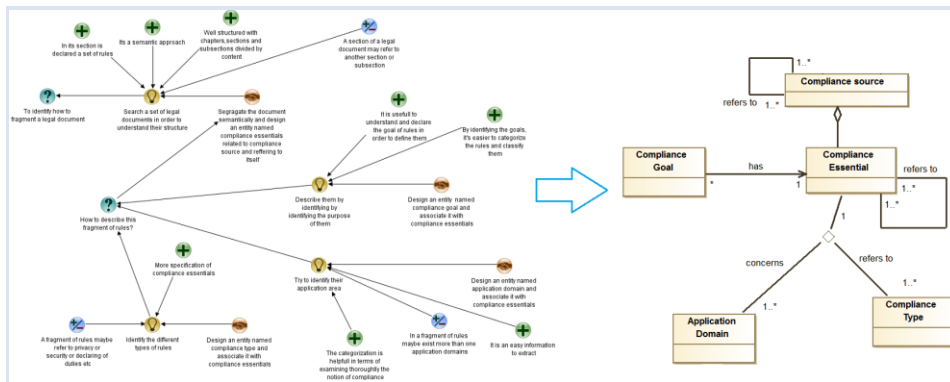 In its section is
declared a set of rules
Its a semantic approach
Well structured with
chapters,sections and
subsections divided by
content
A section of a legal
document may refer to
another section or
subsection
To identify how to
fragment a legal document
Search a set of legal
documents in order to
understand their structure
Segragate the document
semantically and design
an entity named
compliance essentials
related to compliance
source and reffering to
itself
It is usefull to
understand and declare
the goal of rules in
order to define them
By identifying the goals,
it's easier to categorize
the rules and classify
them
How to describe this
fragment of rules?
Describe them by
identifying by
identifying the purpose
of them
Design an entity named
compliance goal and
associate it with
compliance essentials
More specification of
compliance essentials
Try to identify their
application area
Design an entity named
application domain and
associate it with
compliance essentials
A fragment of rules maybe
refer to privacy or
security or declaring of
duties etc
Identify the different
types of rules
Design an entity named
compliance type and
associate it with
compliance essentials
The categorization is
helpfull in terms of
examining thoroughly the
notion of compliance
In a fragment of rules
maybe exist more than one
application domains
It is an easy information
to extract
1..*
Compliance source
refers to
1..*
Compliance
Goal
has
*
1
Compliance
Essential
refers to
1..*
1..*
1
concerns
refers to
1..*
1..*
Application
Domain
Compliance
Type